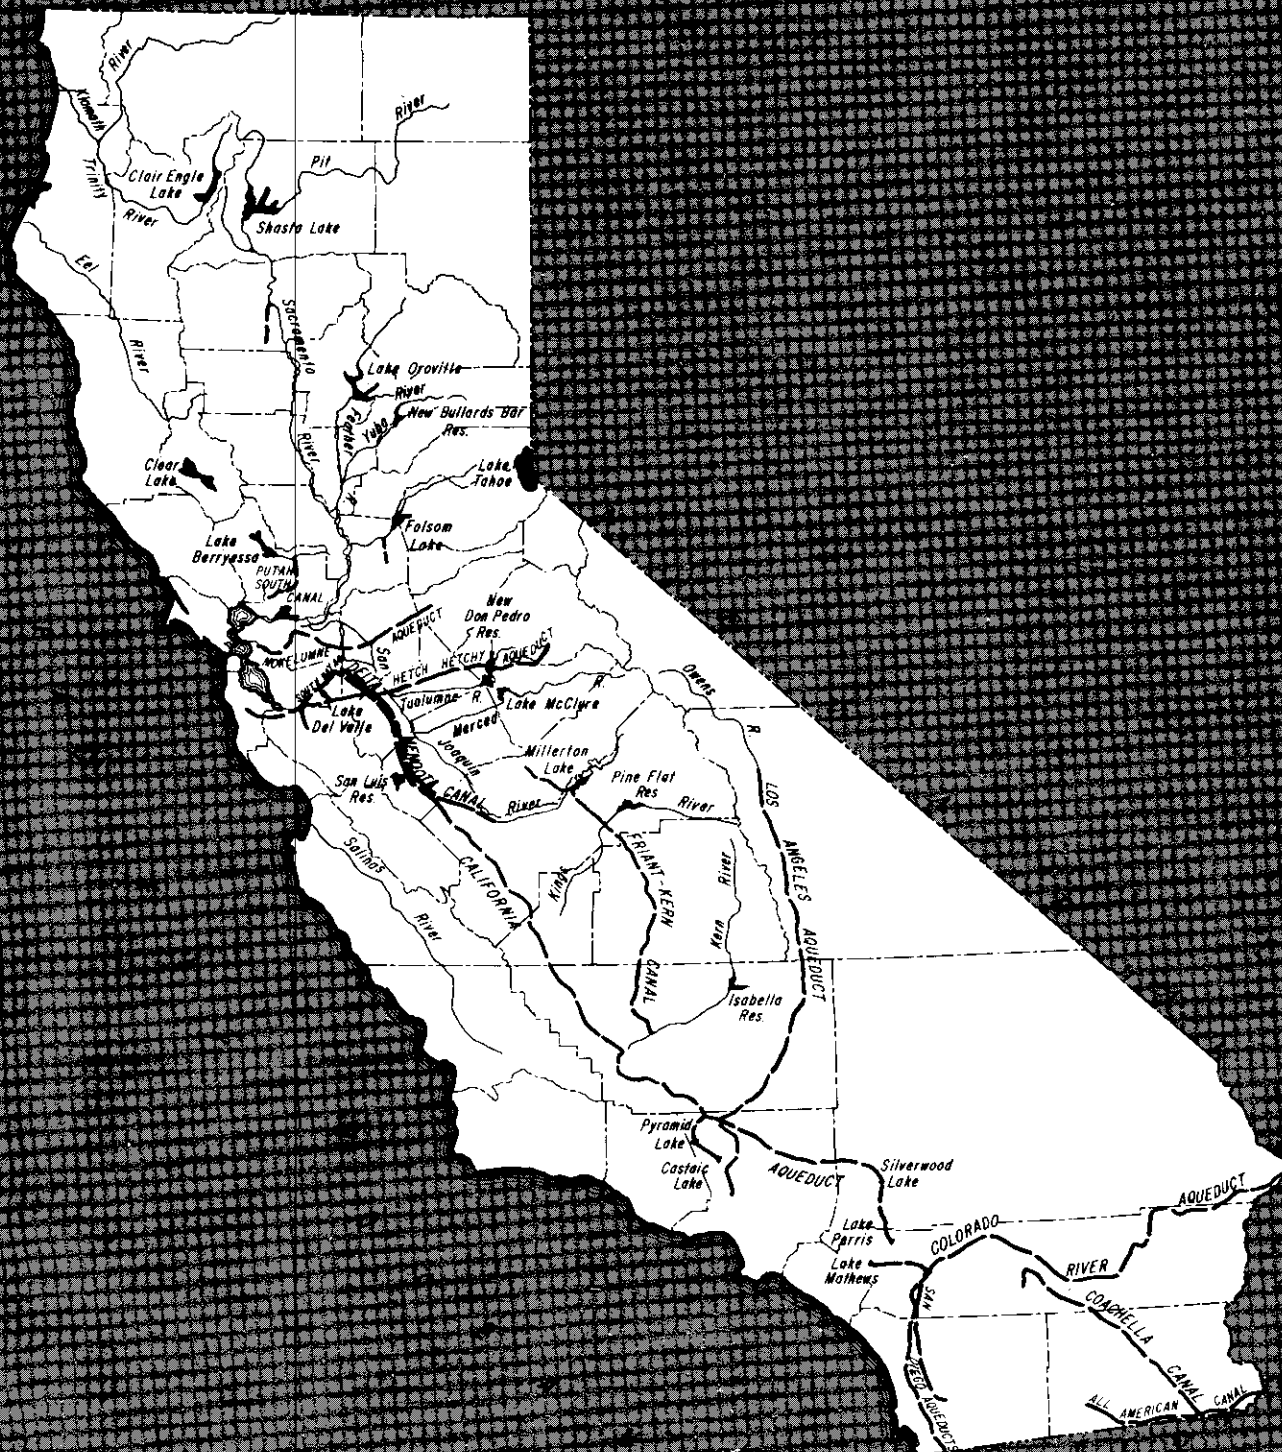 River
Klamath
River
Trinity
Clair Engle
Lake
Pit
River
Shasta Lake
Eel
River
Sacramento
River
Lake Oroville
River
Feather
R.
Yuba
New Bullards Bar
Res.
Clear
Lake
Lake
Tahoe
Lake
Berryessa
Folsom
Lake
PUTAH
SOUTH
CANAL
New
Don Pedro
Res.
MOKELUMNE
AQUEDUCT
San
HETCH HETCHY AQUEDUCT
SOUTH BAY
DELTA
Lake
Del Valle
Tuolumne R.
Lake McClure
R.
Merced
Owens
R.
Joaquin
Millerton
Lake
MENDOTA
CANAL
San Luis
Res.
River
Pine Flat
Res
River
LOS
ANGELES
AQUEDUCT
Salinas
River
CALIFORNIA
Kings
FRIANT-KERN
CANAL
River
Kern
Isabella
Res.
Pyramid
Lake
Castaic
Lake
AQUEDUCT
Silverwood
Lake
Lake
Perris
Lake
Mathews
COLORADO
RIVER
AQUEDUCT
SAN
DIEGO AQUEDUCTS
COACHELLA
CANAL
ALL AMERICAN CANAL